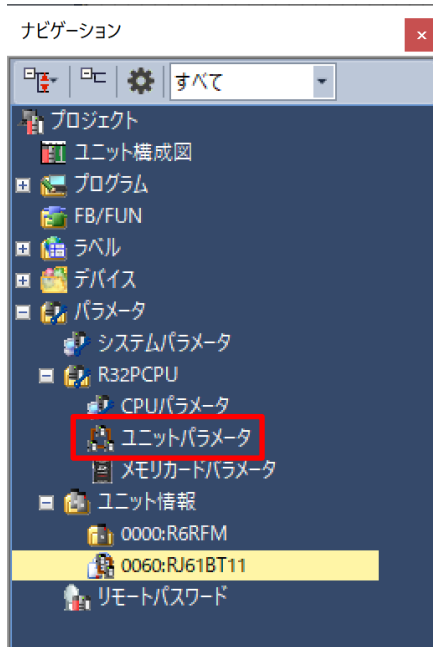 ナビゲーション
すべて
プロジェクト
ユニット構成図
プログラム
FB/FUN
ラベル
デバイス
パラメータ
システムパラメータ
R32PCPU
CPUパラメータ
ユニットパラメータ
メモリカードパラメータ
ユニット情報
0000:R6RFM
0060:RJ61BT11
リモートパスワード